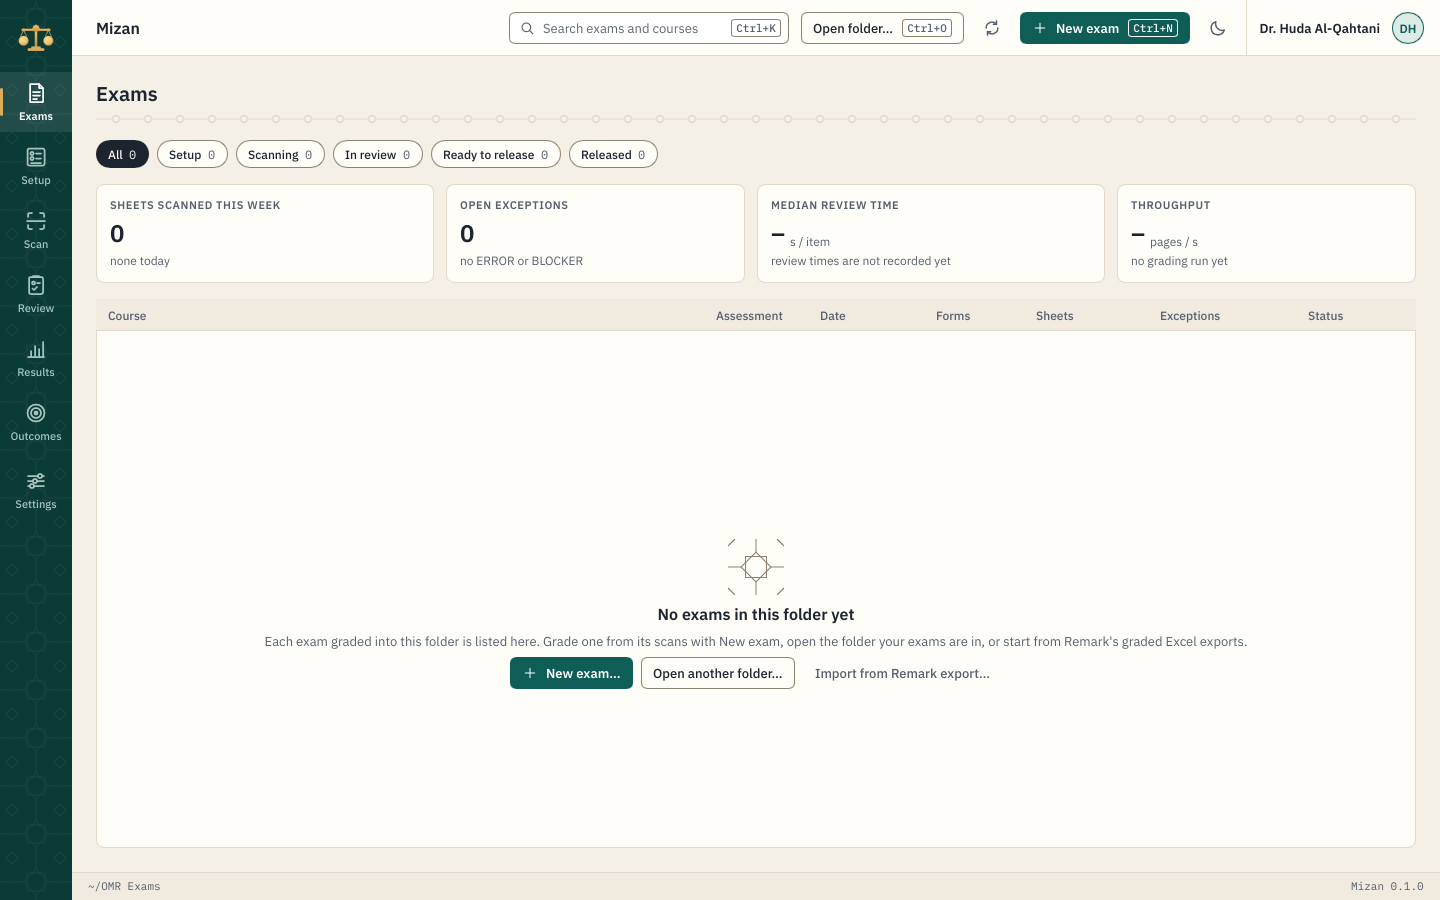 Mizan
Search exams and courses Ctrl+K
Open folder... Ctrl+O
New exam Ctrl+N
Dr. Huda Al-Qahtani DH
Exams
Setup
Scan
Review
Results
Outcomes
Settings
Exams
All 0
Setup 0
Scanning 0
In review 0
Ready to release 0
Released 0
SHEETS SCANNED THIS WEEK
0
none today
OPEN EXCEPTIONS
0
no ERROR or BLOCKER
MEDIAN REVIEW TIME
– s / item
review times are not recorded yet
THROUGHPUT
– pages / s
no grading run yet
Course Assessment Date Forms Sheets Exceptions Status
No exams in this folder yet
Each exam graded into this folder is listed here. Grade one from its scans with New exam, open the folder your exams are in, or start from Remark's graded Excel exports.
New exam...
Open another folder...
Import from Remark export...
~/OMR Exams
Mizan 0.1.0